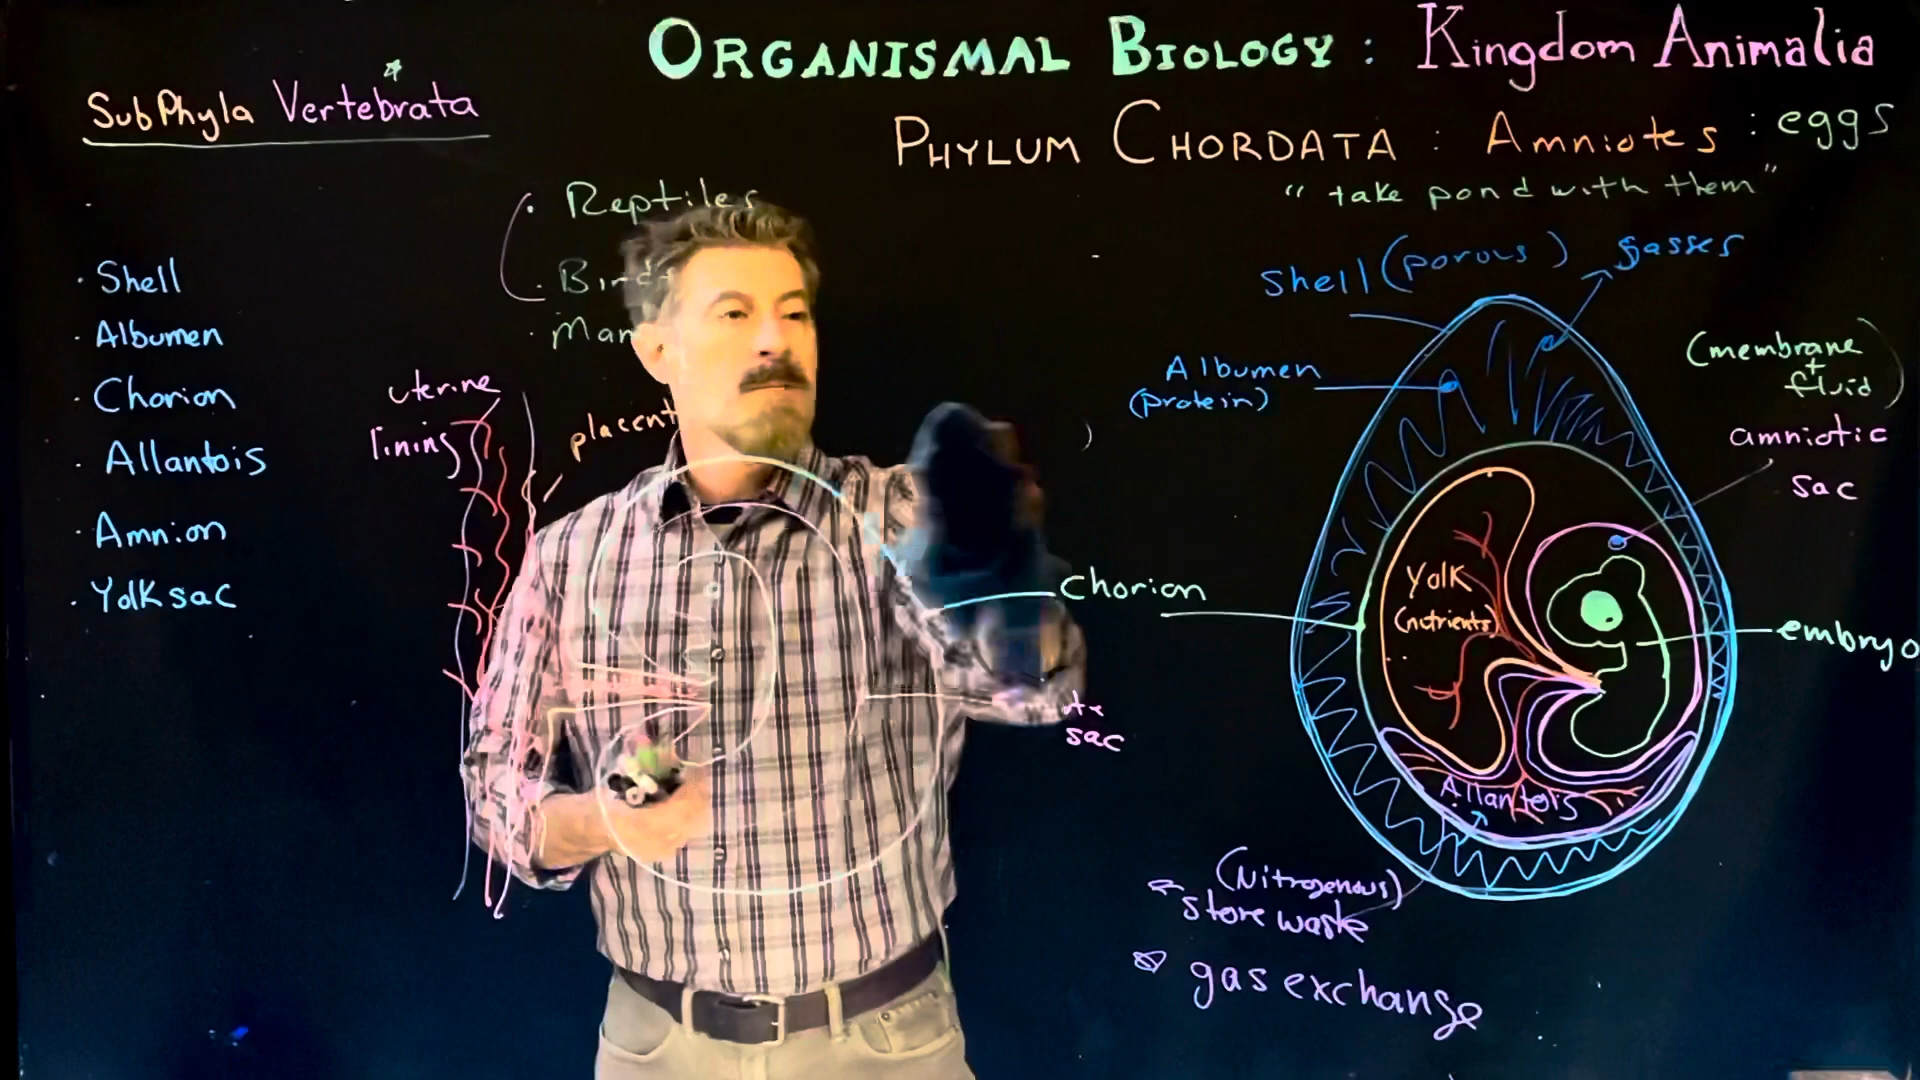 ORGANISMAL BIOLOGY : Kingdom Animalia
PHYLUM CHORDATA : Amniotes : eggs
"take pond with them"
SubPhyla Vertebrata
Shell
Albumen
Chorion
Allantois
Amnion
Yolk sac
Reptiles
uterine
lining
Chorion
sac
Shell (porous) gasses
Albumen
(protein)
(membrane
+
fluid)
amniotic
sac
Yolk
(nutrients)
embryo
Allantois
(Nitrogenous)
store waste
gas exchange